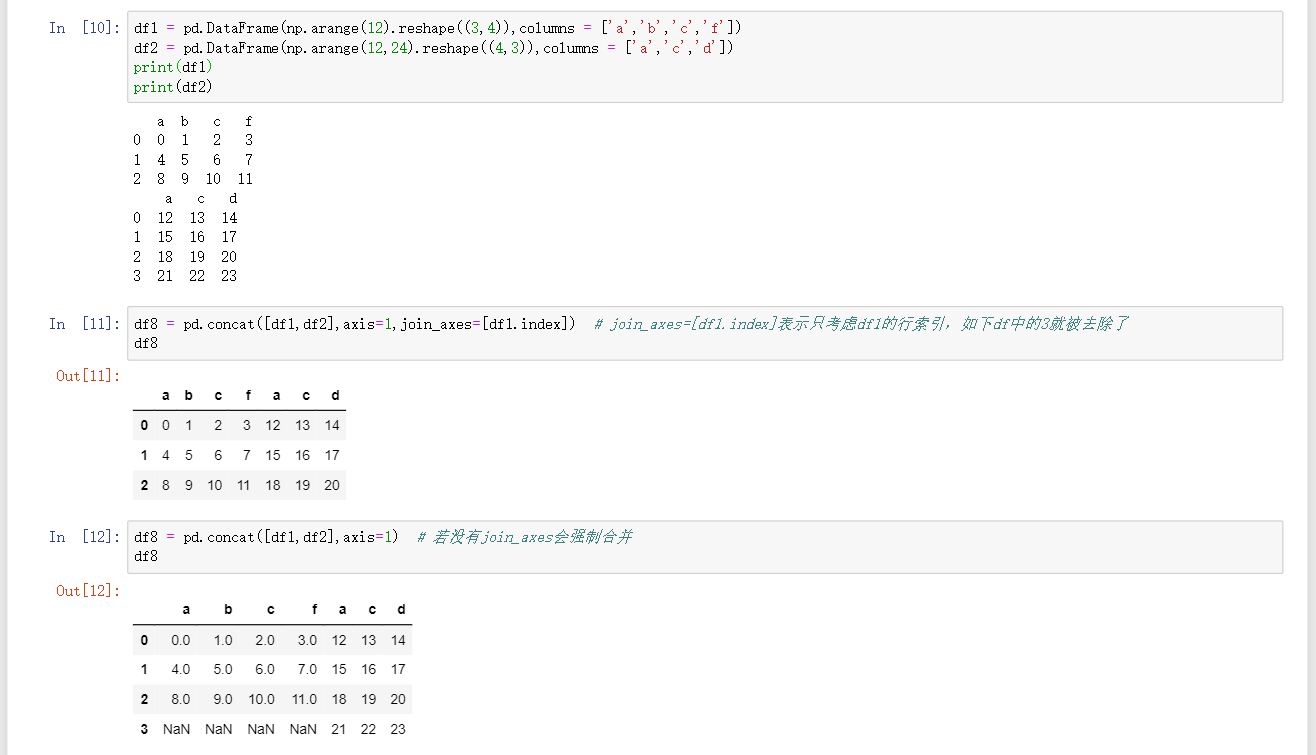 In [10]: df1 = pd.DataFrame(np.arange(12).reshape((3,4)),columns = ['a','b','c','f'])
df2 = pd.DataFrame(np.arange(12,24).reshape((4,3)),columns = ['a','c','d'])
print(df1)
print(df2)
a b c f
0 0 1 2 3
1 4 5 6 7
2 8 9 10 11
a c d
0 12 13 14
1 15 16 17
2 18 19 20
3 21 22 23
In [11]: df8 = pd.concat([df1,df2],axis=1,join_axes=[df1.index]) # join_axes=[df1.index]表示只考虑df1的行索引，如下df中的3就被去除了
df8
Out[11]:
a b c f a c d
0 0 1 2 3 12 13 14
1 4 5 6 7 15 16 17
2 8 9 10 11 18 19 20
In [12]: df8 = pd.concat([df1,df2],axis=1) # 若没有join_axes会强制合并
df8
Out[12]:
a b c f a c d
0 0.0 1.0 2.0 3.0 12 13 14
1 4.0 5.0 6.0 7.0 15 16 17
2 8.0 9.0 10.0 11.0 18 19 20
3 NaN NaN NaN NaN 21 22 23